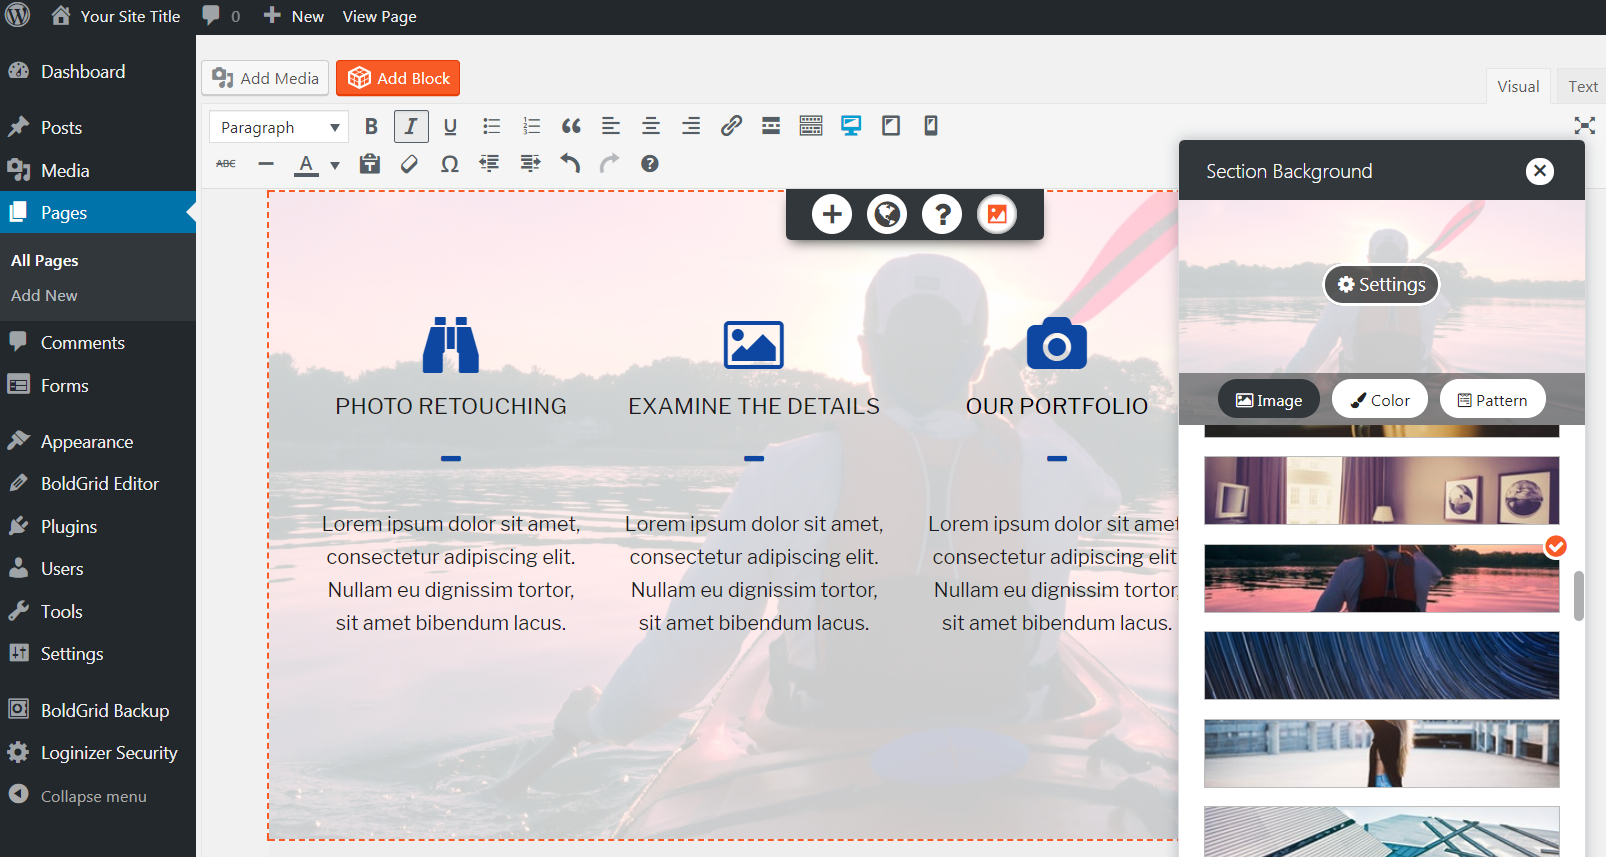 Your Site Title 0 New View Page
Dashboard
Posts
Media
Pages
All Pages
Add New
Comments
Forms
Appearance
BoldGrid Editor
Plugins
Users
Tools
Settings
BoldGrid Backup
Loginizer Security
Collapse menu
Add Media Add Block
Visual Text
Paragraph B I U
ABC A Ω ?
?
PHOTO RETOUCHING
Lorem ipsum dolor sit amet,
consectetur adipiscing elit.
Nullam eu dignissim tortor,
sit amet bibendum lacus.
EXAMINE THE DETAILS
Lorem ipsum dolor sit amet,
consectetur adipiscing elit.
Nullam eu dignissim tortor,
sit amet bibendum lacus.
OUR PORTFOLIO
Lorem ipsum dolor sit amet
consectetur adipiscing elit
Nullam eu dignissim tortor,
sit amet bibendum lacus.
Section Background
Settings
Image Color Pattern